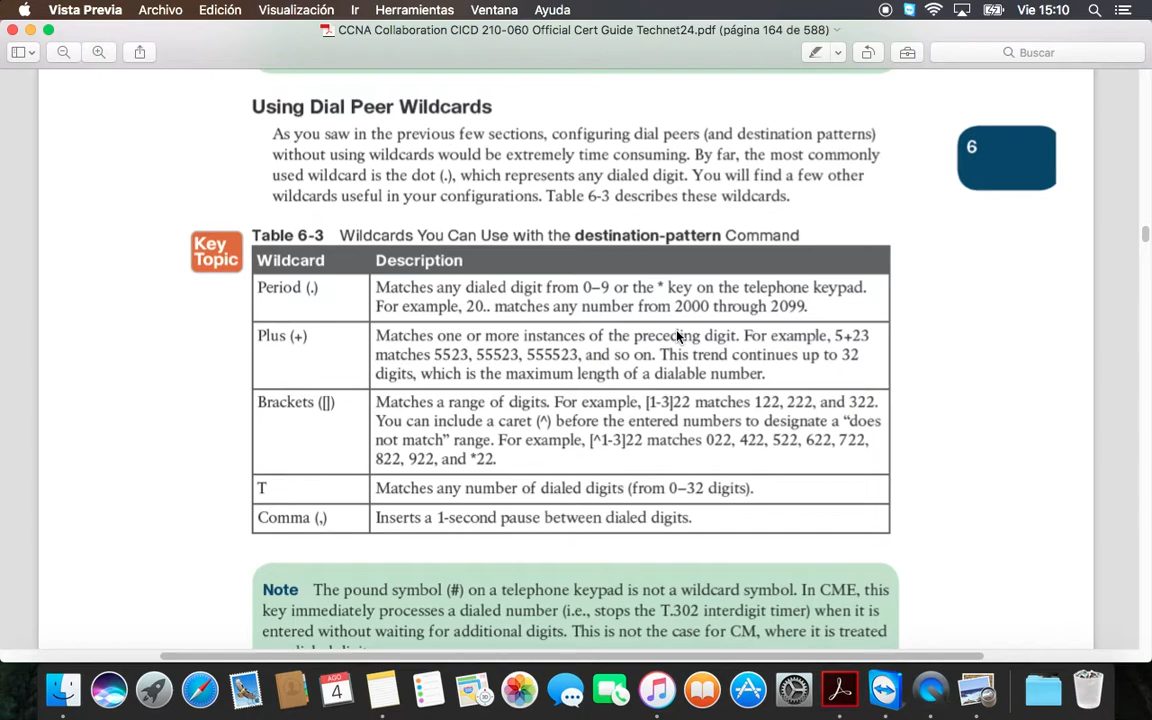 Vista Previa Archivo Edición Visualización Ir Herramientas Ventana Ayuda Vie 15:10
CCNA Collaboration CICD 210-060 Official Cert Guide Technet24.pdf (página 164 de 588)
Buscar
Using Dial Peer Wildcards
As you saw in the previous few sections, configuring dial peers (and destination patterns)
without using wildcards would be extremely time consuming. By far, the most commonly
used wildcard is the dot (.), which represents any dialed digit. You will find a few other
wildcards useful in your configurations. Table 6-3 describes these wildcards.
6
Key
Topic
Table 6-3 Wildcards You Can Use with the destination-pattern Command
Wildcard Description
Period (.) Matches any dialed digit from 0–9 or the * key on the telephone keypad.
For example, 20.. matches any number from 2000 through 2099.
Plus (+) Matches one or more instances of the preceding digit. For example, 5+23
matches 5523, 55523, 555523, and so on. This trend continues up to 32
digits, which is the maximum length of a dialable number.
Brackets ([]) Matches a range of digits. For example, [1-3]22 matches 122, 222, and 322.
You can include a caret (^) before the entered numbers to designate a “does
not match” range. For example, [^1-3]22 matches 022, 422, 522, 622, 722,
822, 922, and *22.
T Matches any number of dialed digits (from 0–32 digits).
Comma (,) Inserts a 1-second pause between dialed digits.
Note The pound symbol (#) on a telephone keypad is not a wildcard symbol. In CME, this
key immediately processes a dialed number (i.e., stops the T.302 interdigit timer) when it is
entered without waiting for additional digits. This is not the case for CM, where it is treated
AGO
4